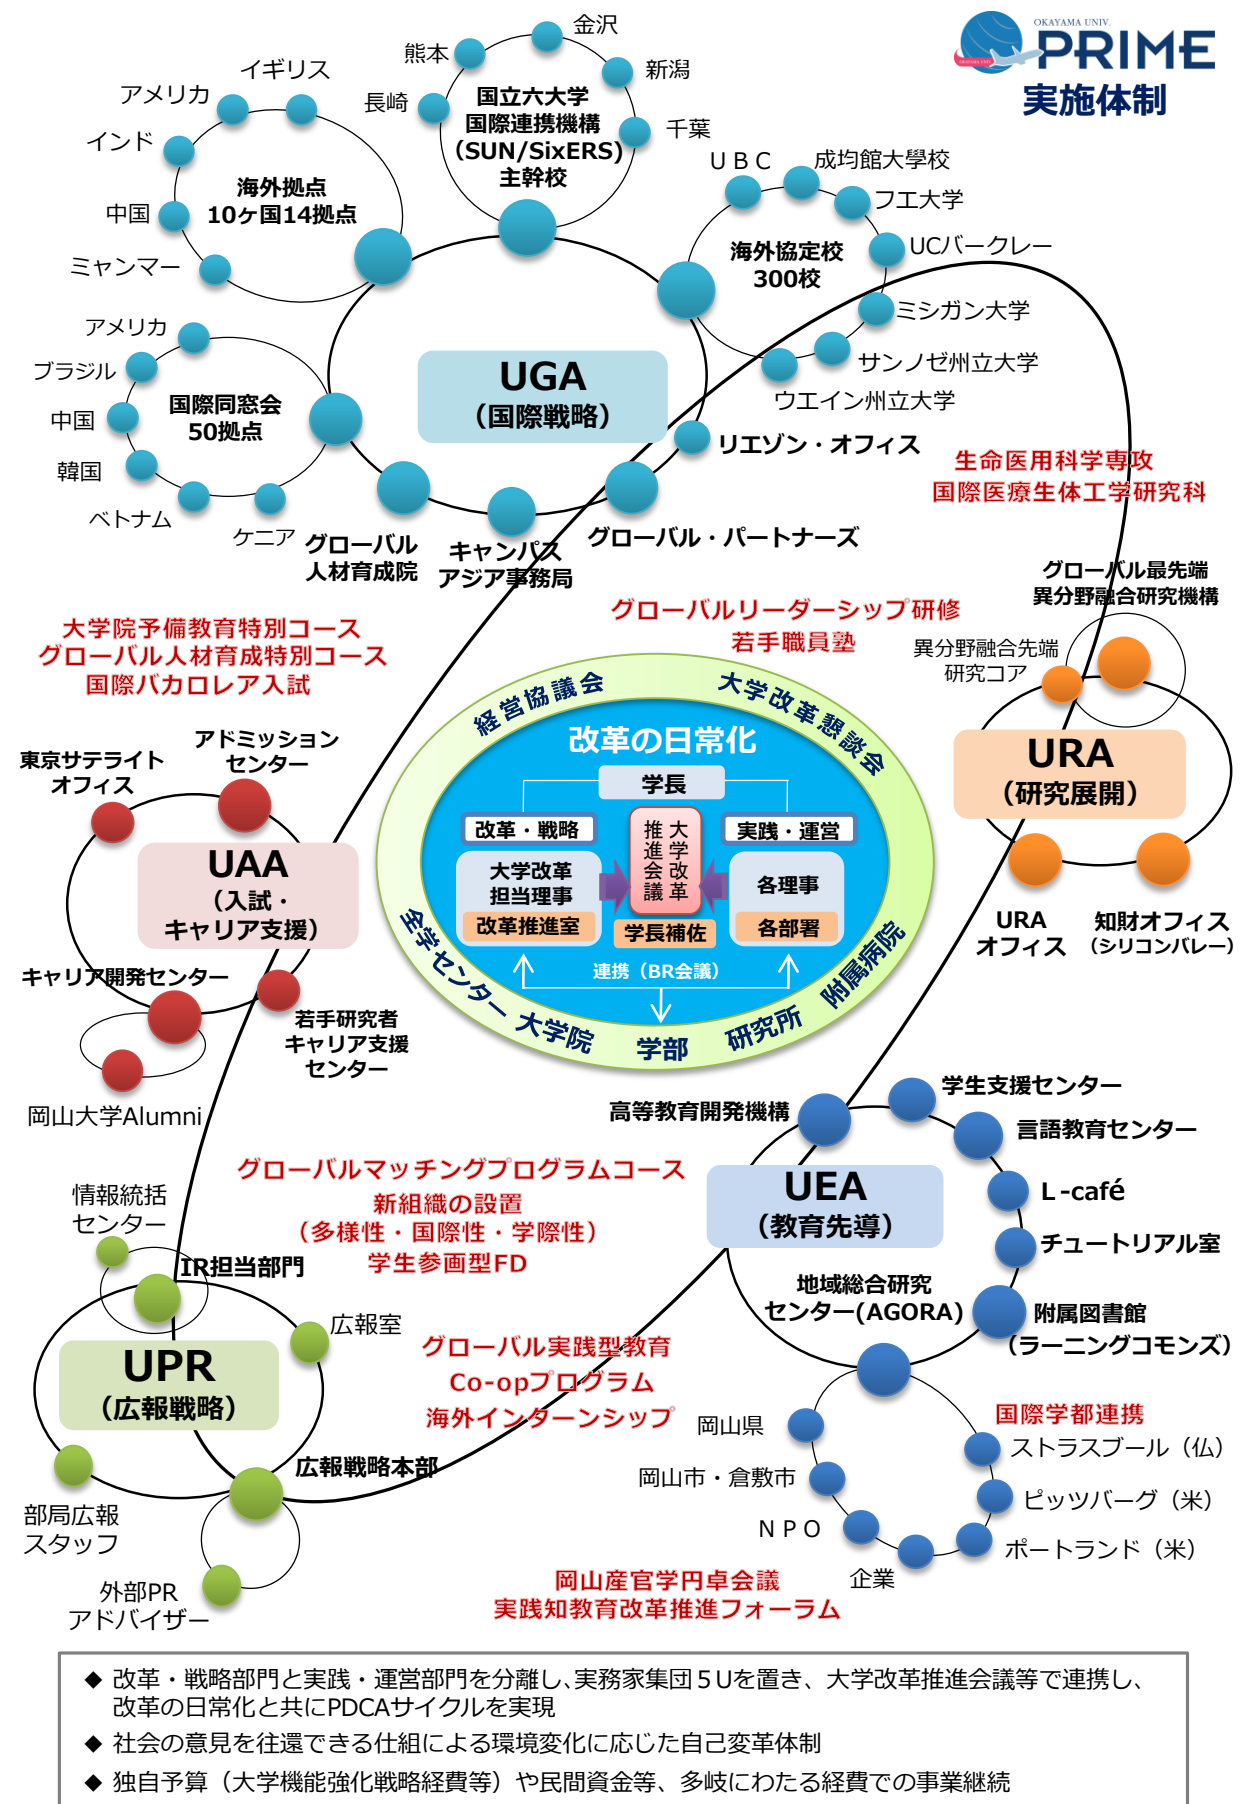 OKAYAMA UNIV.
PRIME
OKAYAMA UNIV.
実施体制
金沢
熊本
新潟
長崎
千葉
国立六大学
国際連携機構
(SUN/SixERS)
主幹校
イギリス
アメリカ
インド
中国
ミャンマー
海外拠点
10ヶ国14拠点
UBC
成均館大學校
フエ大学
UCバークレー
ミシガン大学
サンノゼ州立大学
ウエイン州立大学
海外協定校
300校
アメリカ
ブラジル
中国
韓国
ベトナム
ケニア
国際同窓会
50拠点
UGA
（国際戦略）
リエゾン・オフィス
グローバル・パートナーズ
キャンパス
アジア事務局
グローバル
人材育成院
生命医用科学専攻
国際医療生体工学研究科
グローバル最先端
異分野融合研究機構
異分野融合先端
研究コア
URA
（研究展開）
URA
オフィス
知財オフィス
（シリコンバレー）
大学院予備教育特別コース
グローバル人材育成特別コース
国際バカロレア入試
グローバルリーダーシップ研修
若手職員塾
経営協議会
大学改革懇談会
改革の日常化
学長
改革・戦略
実践・運営
大学改革
推進会議
大学改革
担当理事
改革推進室
各理事
各部署
学長補佐
連携（BR会議）
全学センター
大学院
学部
研究所
附属病院
東京サテライト
オフィス
アドミッション
センター
UAA
（入試・
キャリア支援）
キャリア開発センター
若手研究者
キャリア支援
センター
岡山大学Alumni
高等教育開発機構
学生支援センター
言語教育センター
L-café
チュートリアル室
附属図書館
（ラーニングコモンズ）
UEA
（教育先導）
地域総合研究
センター(AGORA)
グローバルマッチングプログラムコース
新組織の設置
（多様性・国際性・学際性）
学生参画型FD
情報統括
センター
IR担当部門
広報室
UPR
（広報戦略）
広報戦略本部
部局広報
スタッフ
外部PR
アドバイザー
グローバル実践型教育
Co-opプログラム
海外インターンシップ
岡山県
岡山市・倉敷市
NPO
企業
国際学都連携
ストラスブール（仏）
ピッツバーグ（米）
ポートランド（米）
岡山産官学円卓会議
実践知教育改革推進フォーラム
◆ 改革・戦略部門と実践・運営部門を分離し、実務家集団５Uを置き、大学改革推進会議等で連携し、
改革の日常化と共にPDCAサイクルを実現
◆ 社会の意見を往還できる仕組による環境変化に応じた自己変革体制
◆ 独自予算（大学機能強化戦略経費等）や民間資金等、多岐にわたる経費での事業継続